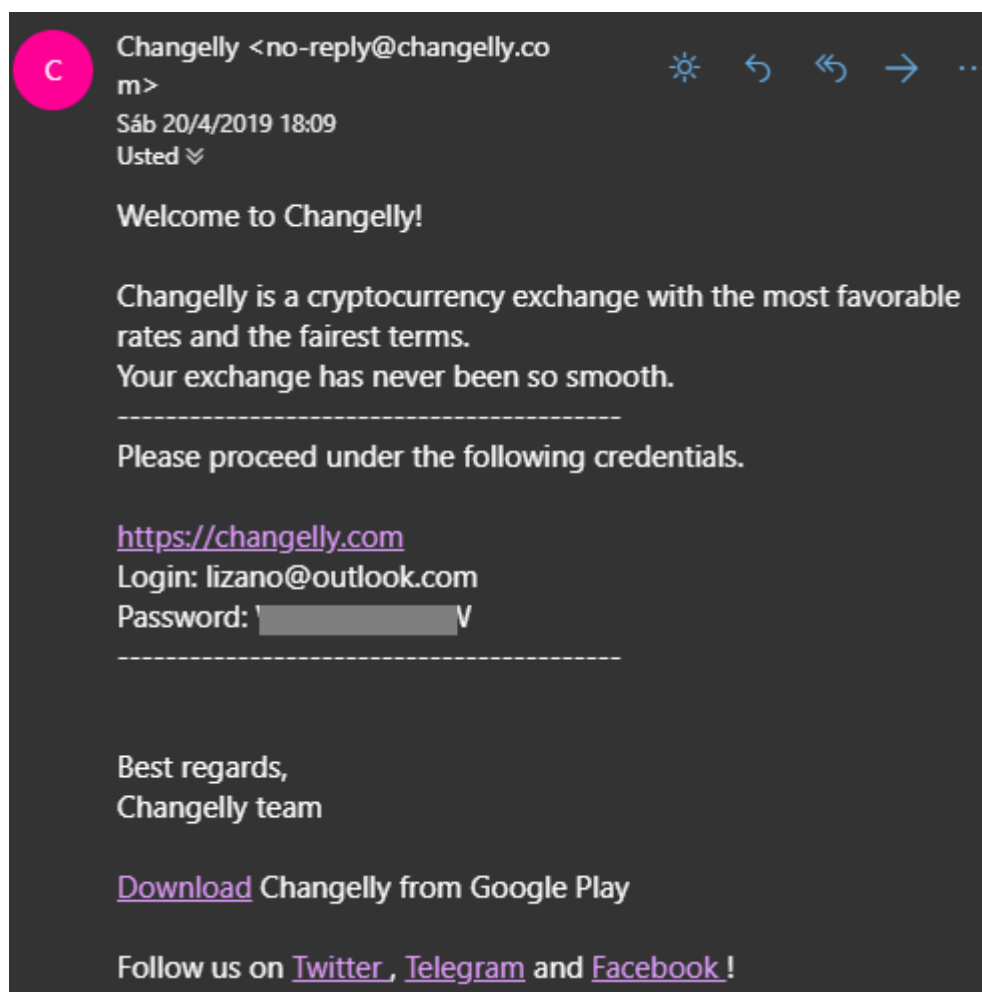 C
Changelly <no-reply@changelly.co
m>
Sáb 20/4/2019 18:09
Usted
Welcome to Changelly!
Changelly is a cryptocurrency exchange with the most favorable
rates and the fairest terms.
Your exchange has never been so smooth.
------------------------------------------
Please proceed under the following credentials.
https://changelly.com
Login: lizano@outlook.com
Password:
------------------------------------------
Best regards,
Changelly team
Download Changelly from Google Play
Follow us on Twitter , Telegram and Facebook !